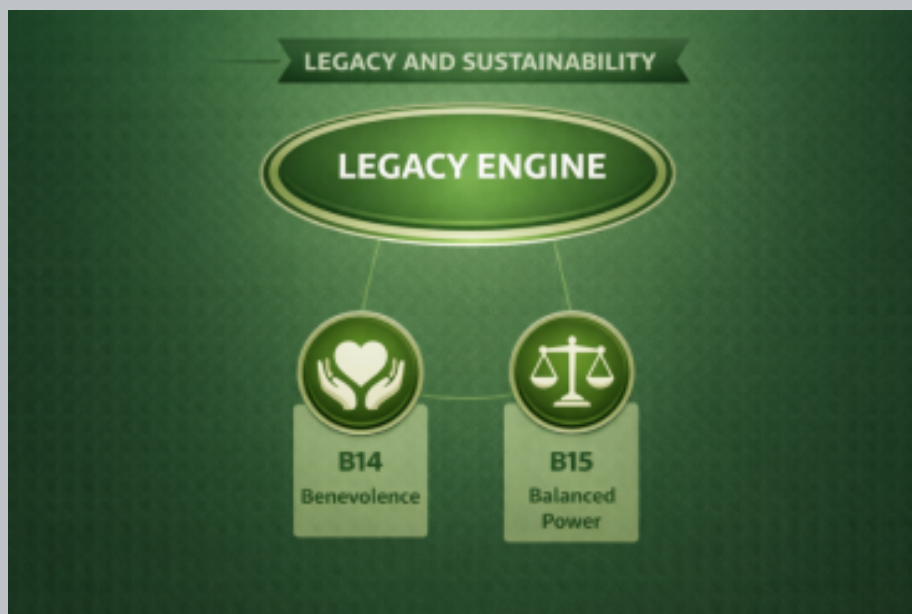 LEGACY AND SUSTAINABILITY
LEGACY ENGINE
B14
Benevolence
B15
Balanced
Power